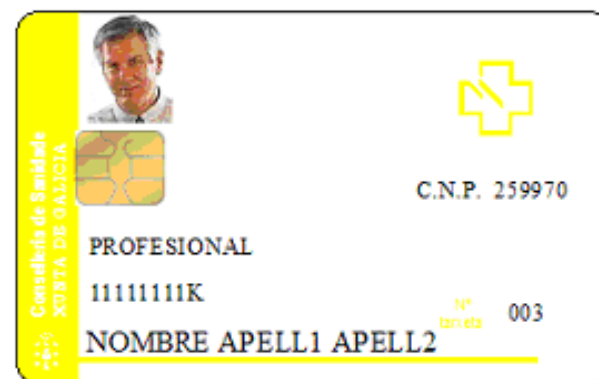 Consellería de Sanidade
XUNTA DE GALICIA
C.N.P. 259970
PROFESIONAL
11111111K
Nº
tarxeta 003
NOMBRE APELL1 APELL2